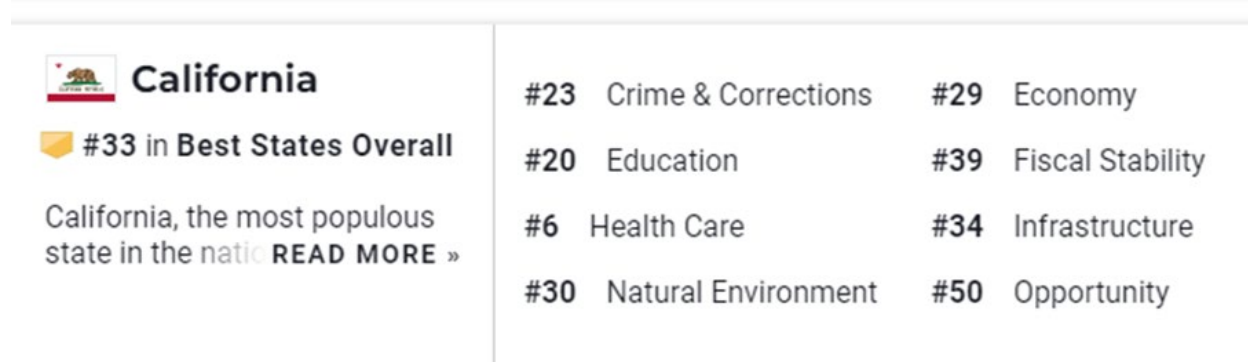 California
#33 in Best States Overall
California, the most populous
state in the natio READ MORE »
#23 Crime & Corrections
#20 Education
#6 Health Care
#30 Natural Environment
#29 Economy
#39 Fiscal Stability
#34 Infrastructure
#50 Opportunity